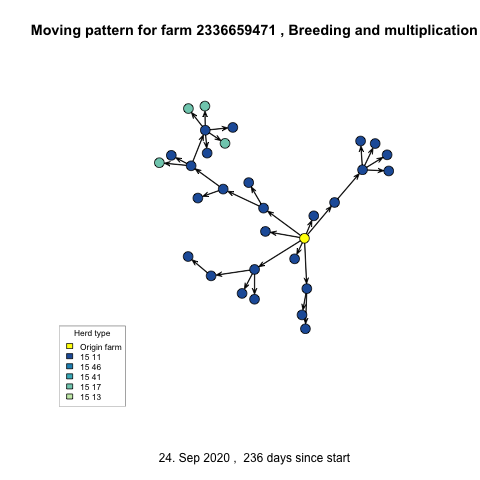 Moving pattern for farm 2336659471 , Breeding and multiplication
Herd type
Origin farm
15 11
15 46
15 41
15 17
15 13
24. Sep 2020 , 236 days since start